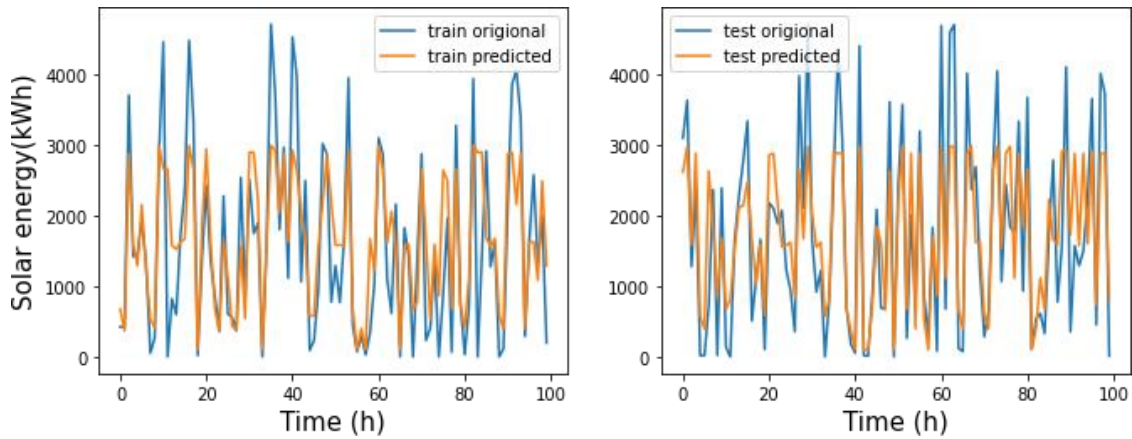 Solar energy(kWh)
4000
3000
2000
1000
0
train origional
train predicted
0 20 40 60 80 100
Time (h)
4000
3000
2000
1000
0
test origional
test predicted
0 20 40 60 80 100
Time (h)